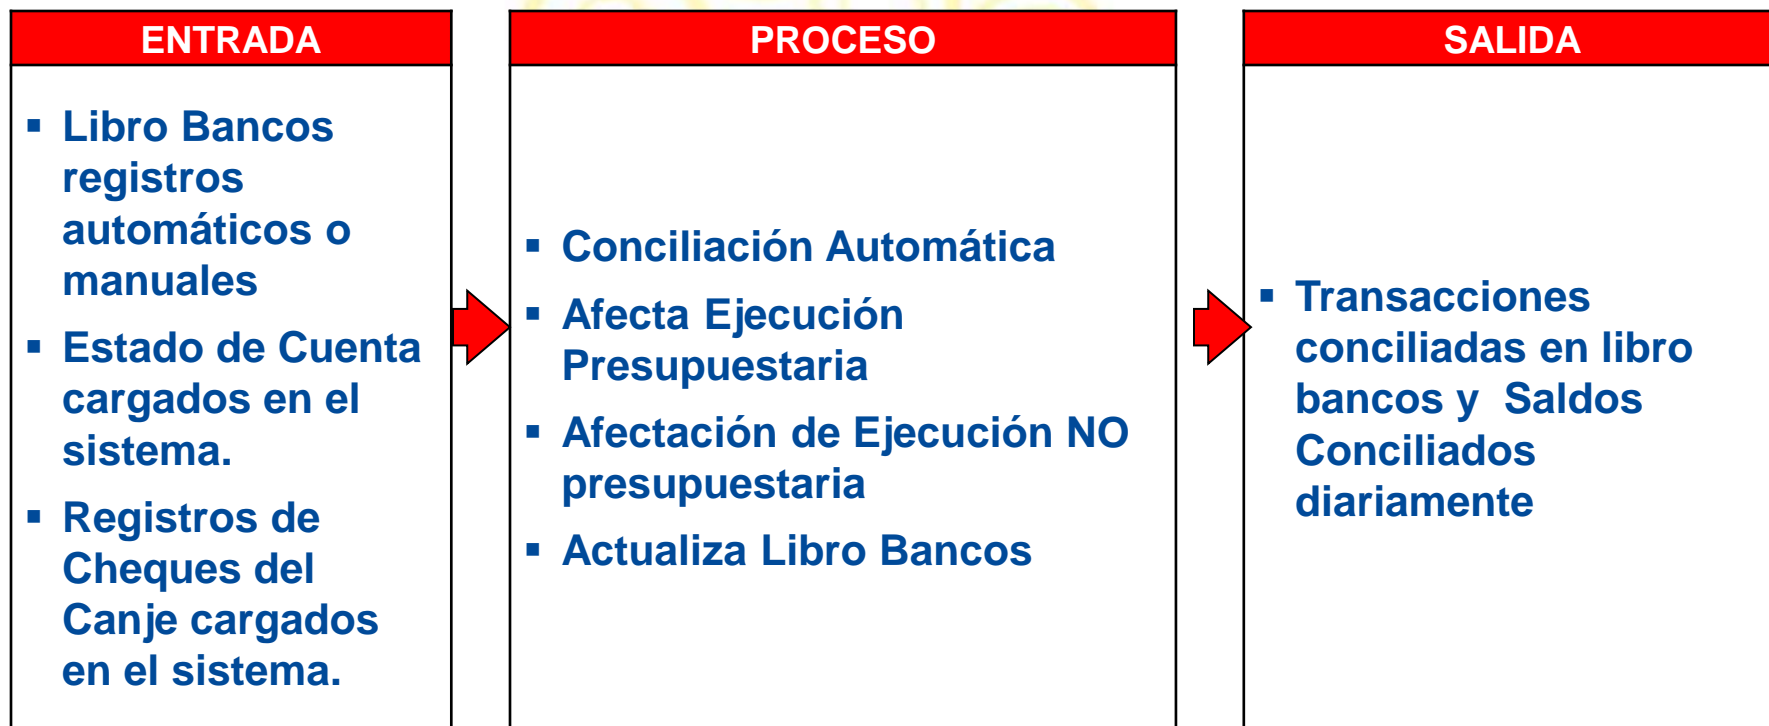 ENTRADA
▪ Libro Bancos
registros
automáticos o
manuales
▪ Estado de Cuenta
cargados en el
sistema.
▪ Registros de
Cheques del
Canje cargados
en el sistema.
PROCESO
▪ Conciliación Automática
▪ Afecta Ejecución
Presupuestaria
▪ Afectación de Ejecución NO
presupuestaria
▪ Actualiza Libro Bancos
SALIDA
▪ Transacciones
conciliadas en libro
bancos y  Saldos
Conciliados
diariamente